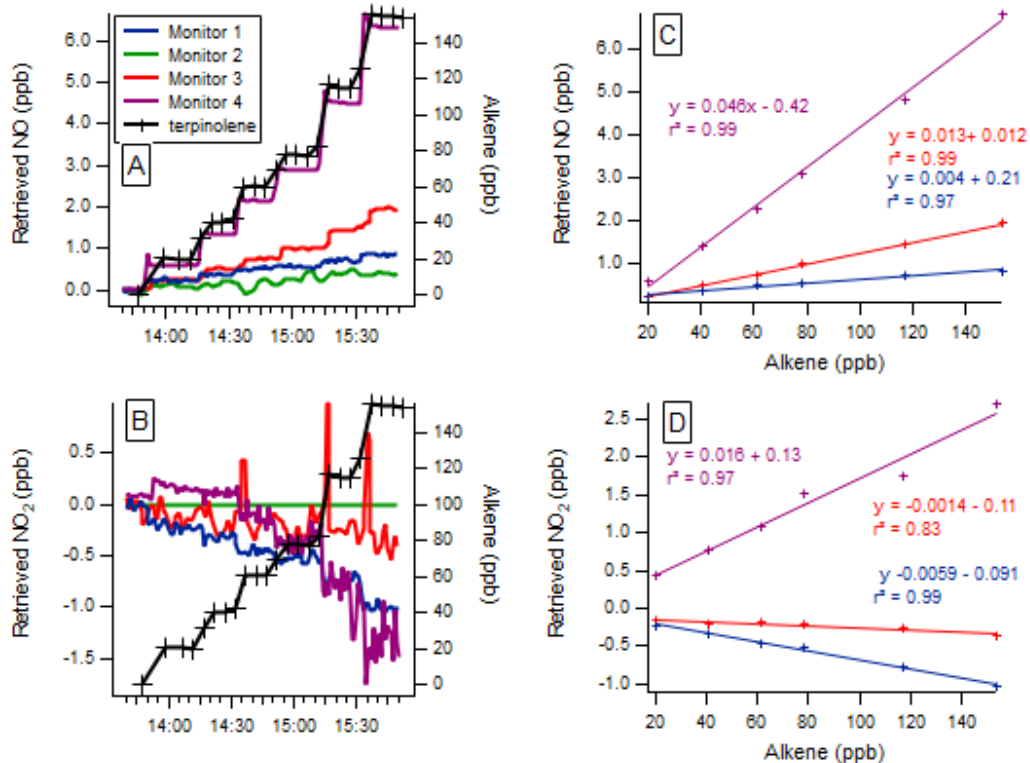 A
Retrieved NO (ppb)
6.0
5.0
4.0
3.0
2.0
1.0
0.0
Monitor 1
Monitor 2
Monitor 3
Monitor 4
terpinolene
14:00
14:30
15:00
15:30
140
120
100
80
60
40
20
0
Alkene (ppb)
C
Retrieved NO (ppb)
6.0
5.0
4.0
3.0
2.0
1.0
y = 0.046x - 0.42
r² = 0.99
y = 0.013+ 0.012
r² = 0.99
y = 0.004 + 0.21
r² = 0.97
20
40
60
80
100
120
140
Alkene (ppb)
B
Retrieved NO₂ (ppb)
0.5
0.0
-0.5
-1.0
-1.5
14:00
14:30
15:00
15:30
140
120
100
80
60
40
20
0
Alkene (ppb)
D
Retrieved NO₂ (ppb)
2.5
2.0
1.5
1.0
0.5
0.0
-0.5
-1.0
y = 0.016 + 0.13
r² = 0.97
y = -0.0014 - 0.11
r² = 0.83
y -0.0059 - 0.091
r² = 0.99
20
40
60
80
100
120
140
Alkene (ppb)